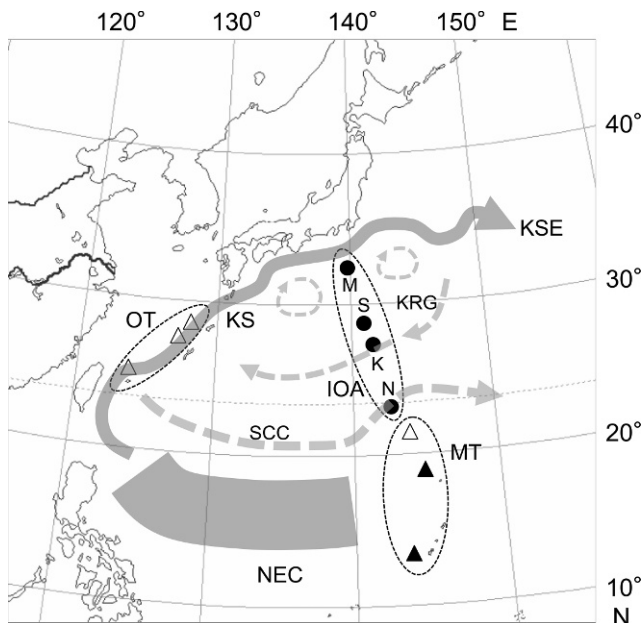 120° 130° 140° 150° E
40°
KSE
30°
M
S
KRG
OT
KS
K
IOA
N
SCC
20°
MT
NEC
10°
N